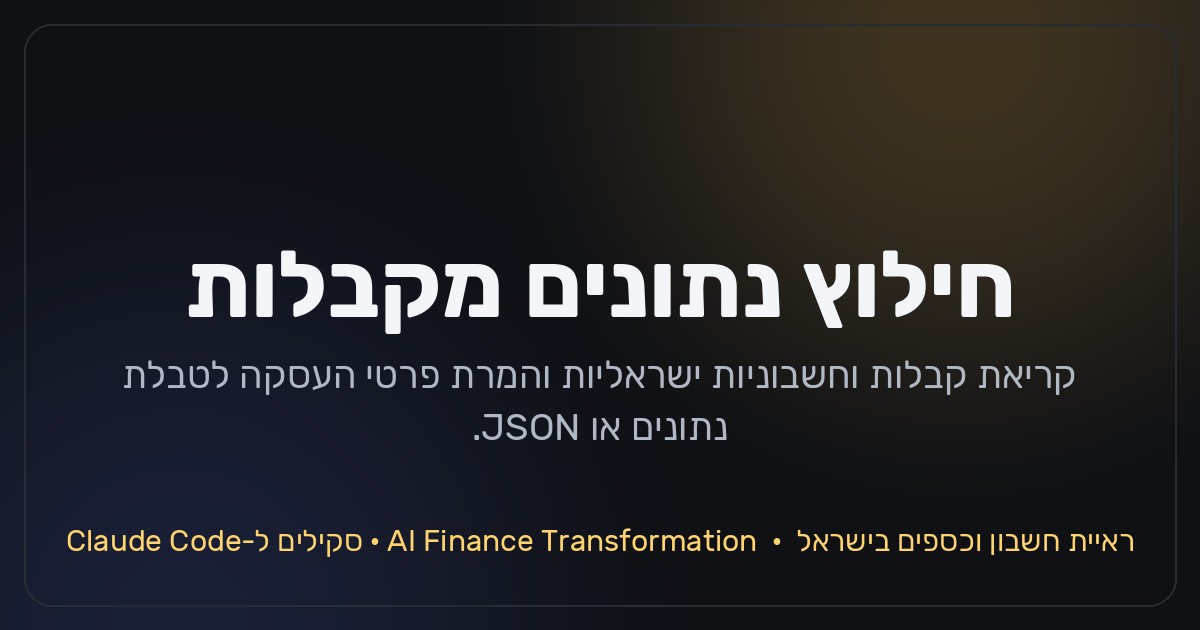 חילוץ נתונים מקבלות
קריאת קבלות וחשבוניות ישראליות והמרת פרטי העסקה לטבלת
נתונים או JSON.
ראיית חשבון וכספים בישראל • AI Finance Transformation • סקילים ל-Claude Code